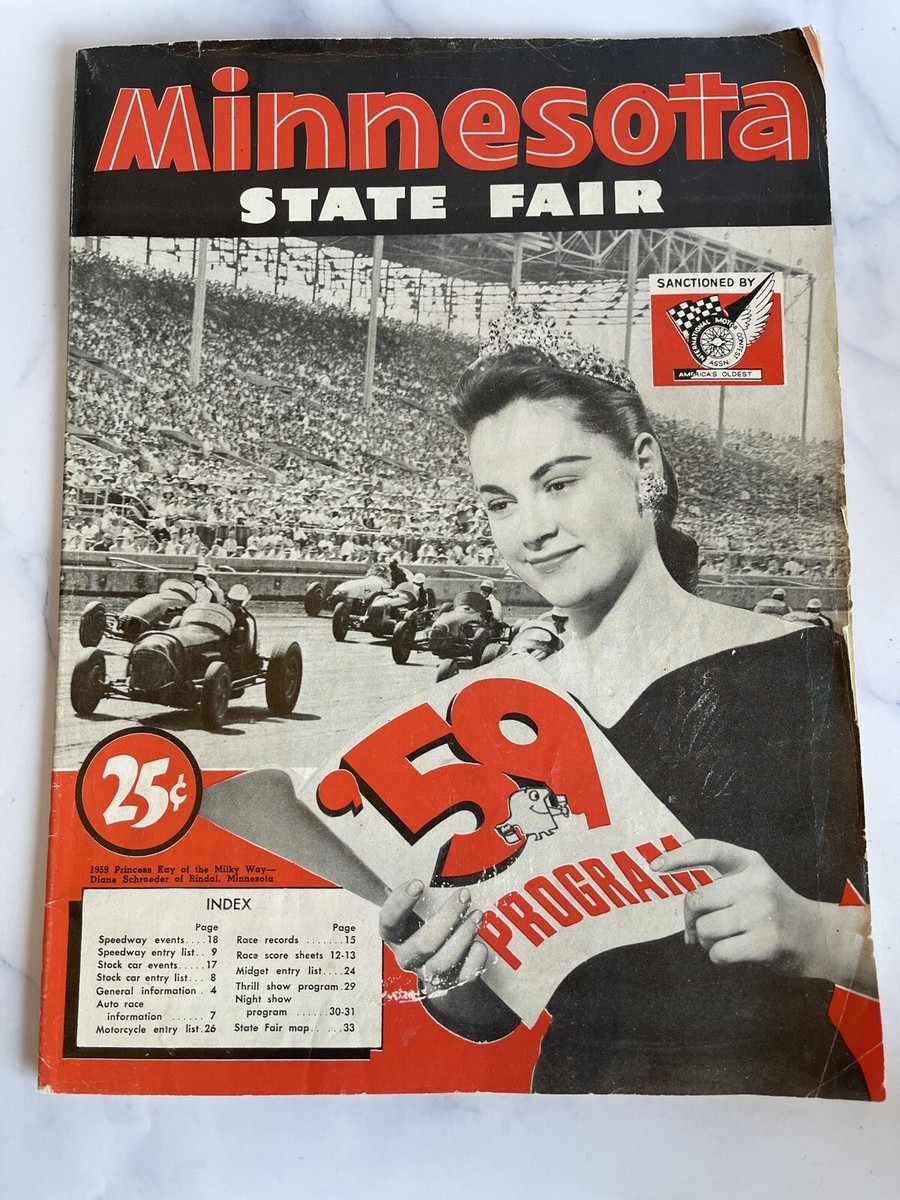 Minnesota
STATE FAIR
SANCTIONED BY
INTERNATIONAL MOTOR CONTEST ASSN.
AMERICA'S OLDEST
'59
PROGRAM
25¢
1959 Princess Kay of the Milky Way—
Diane Schroeder of Rindal, Minnesota
INDEX
Page
Speedway events....18
Speedway entry list.. 9
Stock car events.....17
Stock car entry list... 8
General information . 4
Auto race
information ...... 7
Motorcycle entry list.26
Page
Race records .......15
Race score sheets 12-13
Midget entry list....24
Thrill show program.29
Night show
program ......30-31
State Fair map.. ...33